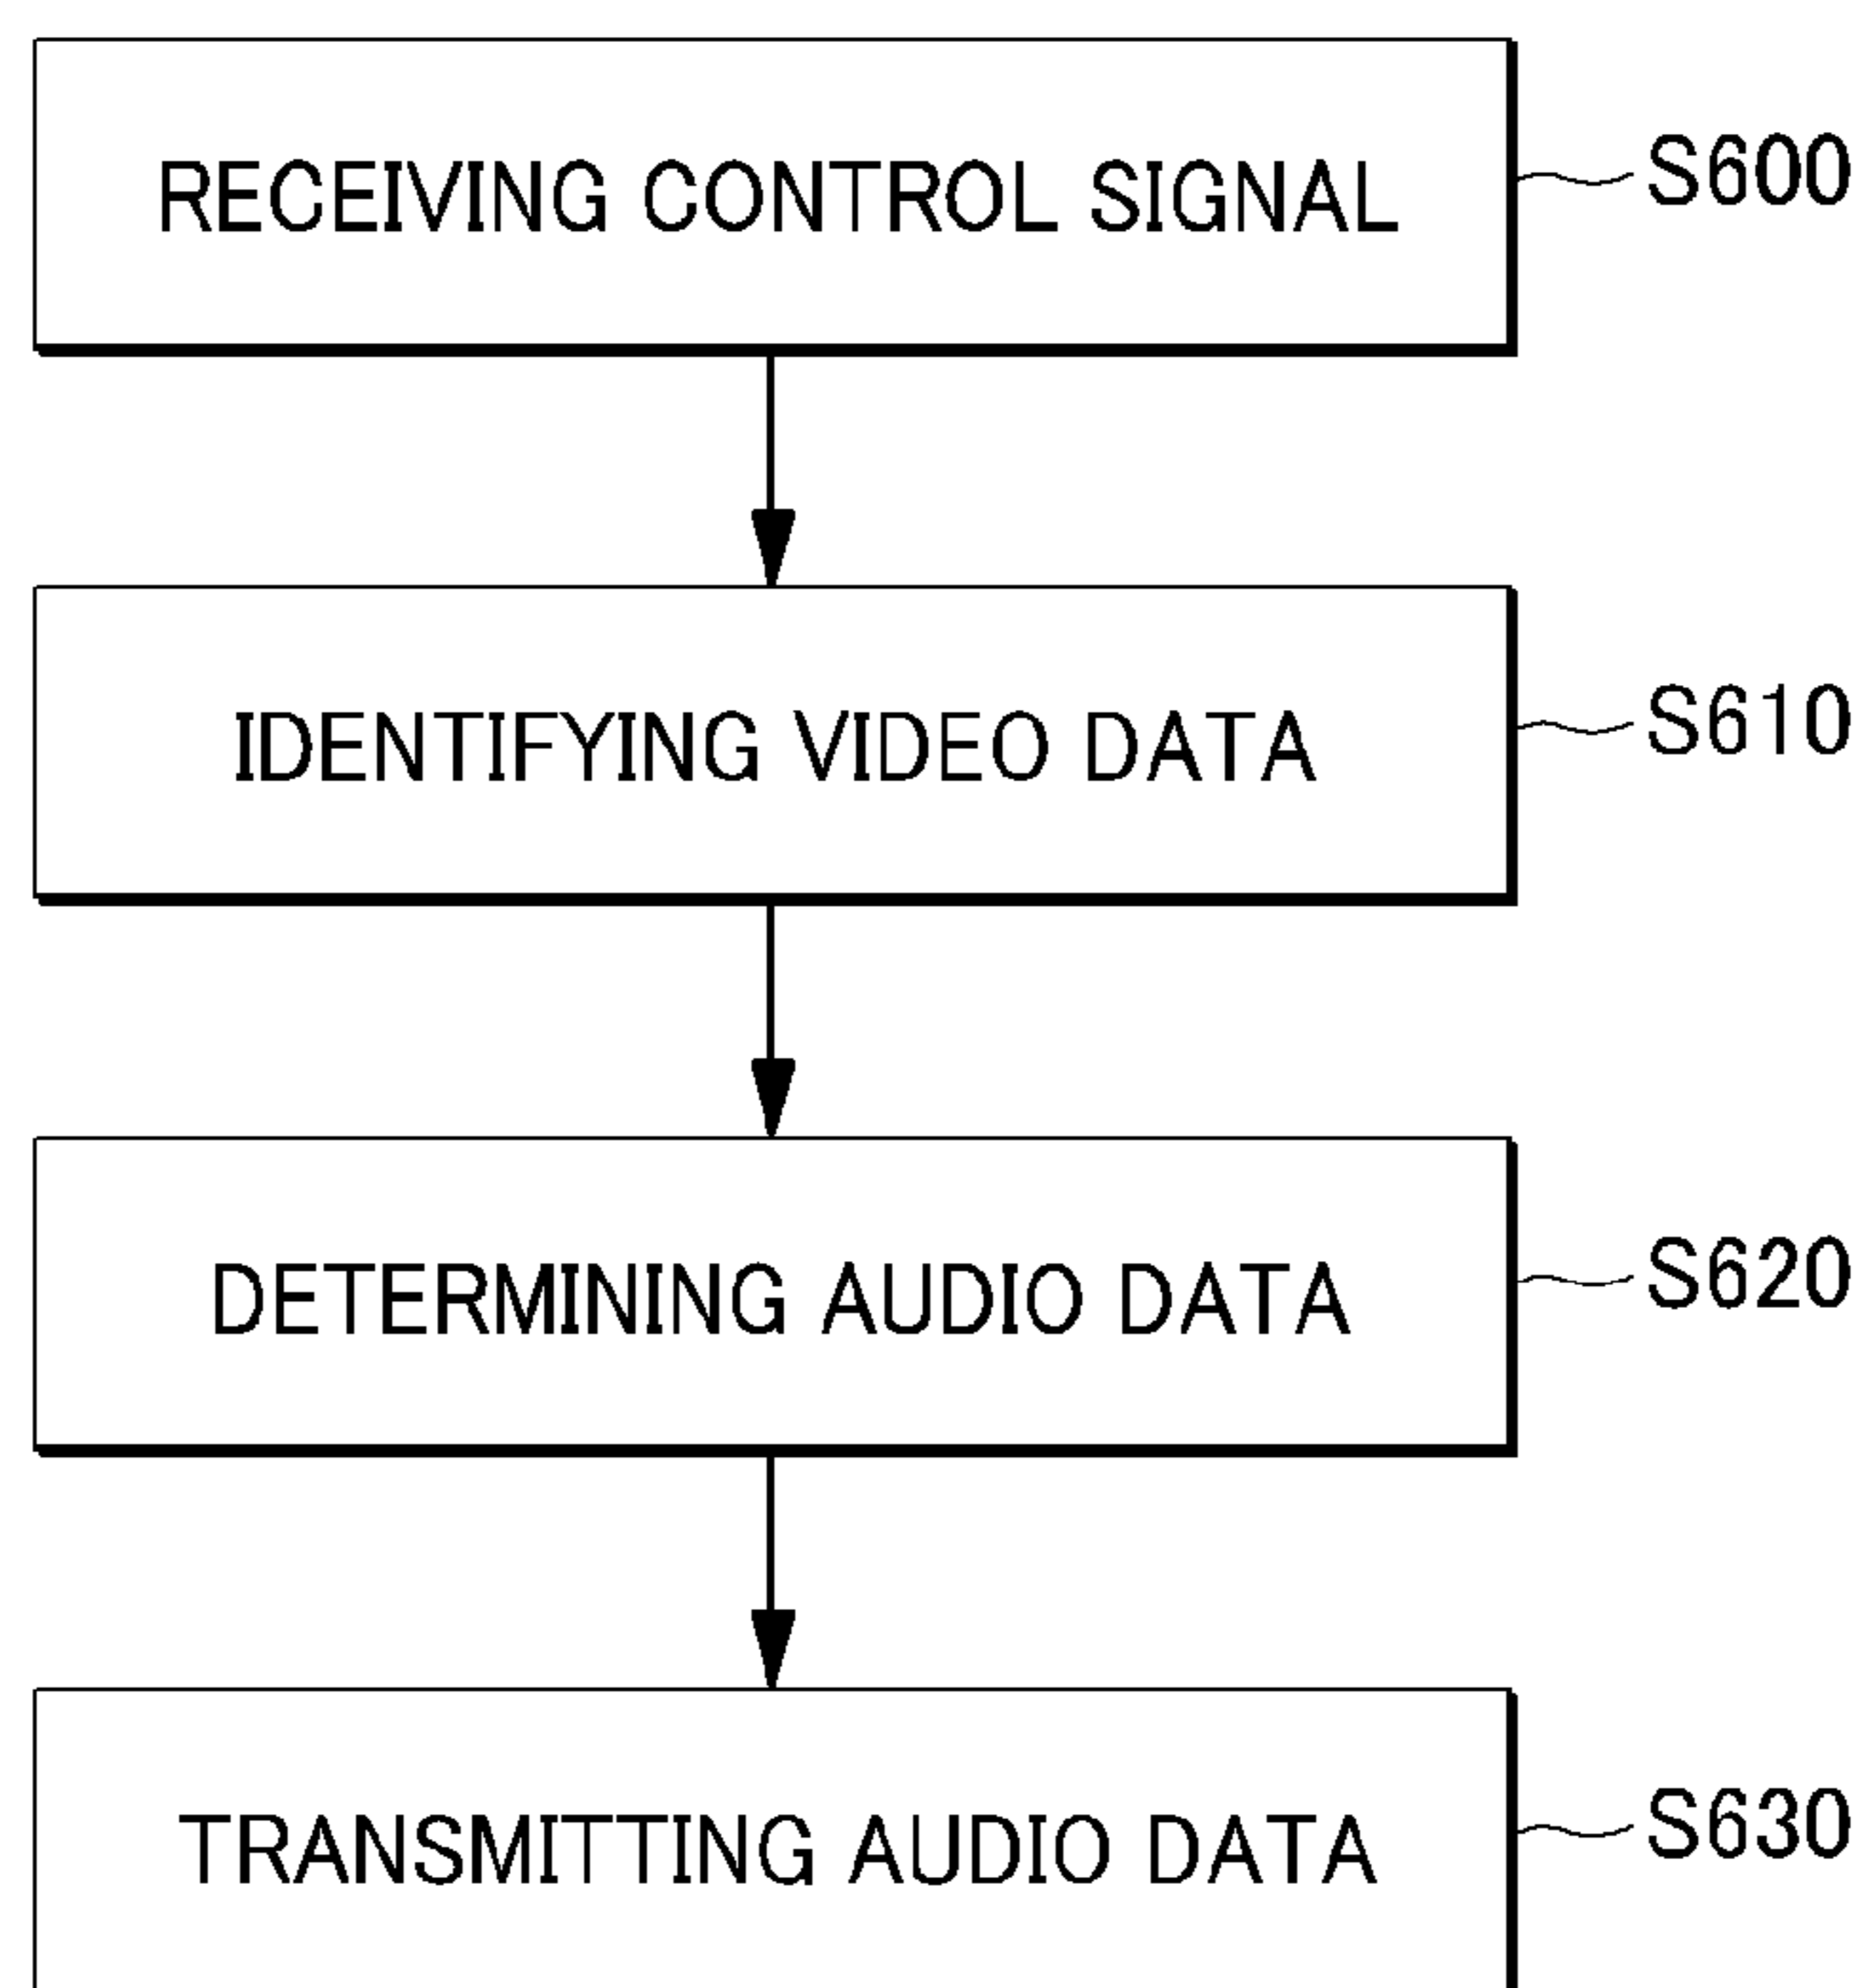 RECEIVING CONTROL SIGNAL
S600
IDENTIFYING VIDEO DATA
S610
DETERMINING AUDIO DATA
S620
TRANSMITTING AUDIO DATA
S630